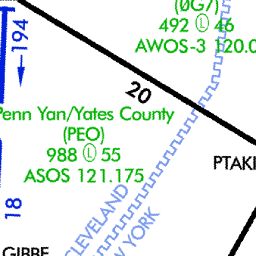 (0G7)
492 Ⓛ 46
AWOS-3 120.0
194
20
Penn Yan/Yates County
(PEO)
988 Ⓛ 55
ASOS 121.175
PTAKI
18
CLEVELAND
YORK
GIBBE